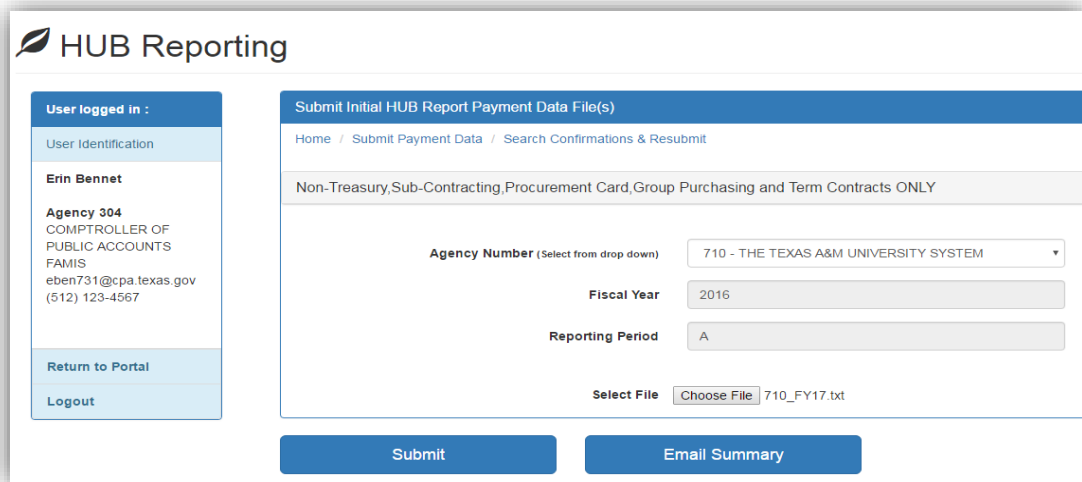 HUB Reporting
User logged in :
User Identification
Erin Bennet
Agency 304
COMPTROLLER OF
PUBLIC ACCOUNTS
FAMIS
eben731@cpa.texas.gov
(512) 123-4567
Return to Portal
Logout
Submit Initial HUB Report Payment Data File(s)
Home / Submit Payment Data / Search Confirmations & Resubmit
Non-Treasury,Sub-Contracting,Procurement Card,Group Purchasing and Term Contracts ONLY
Agency Number (Select from drop down) 710 - THE TEXAS A&M UNIVERSITY SYSTEM
Fiscal Year 2016
Reporting Period A
Select File Choose File 710_FY17.txt
Submit Email Summary